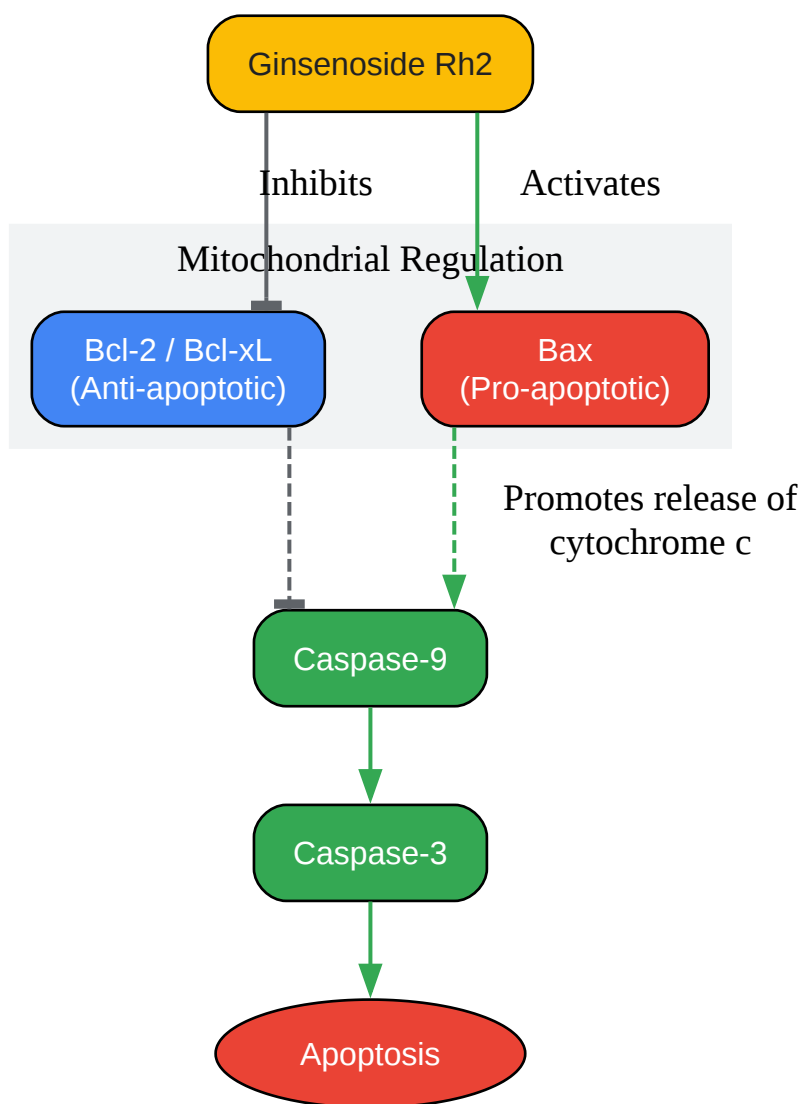 Ginsenoside Rh2
Inhibits
Activates
Mitochondrial Regulation
Bcl-2 / Bcl-xL
(Anti-apoptotic)
Bax
(Pro-apoptotic)
Promotes release of
cytochrome c
Caspase-9
Caspase-3
Apoptosis